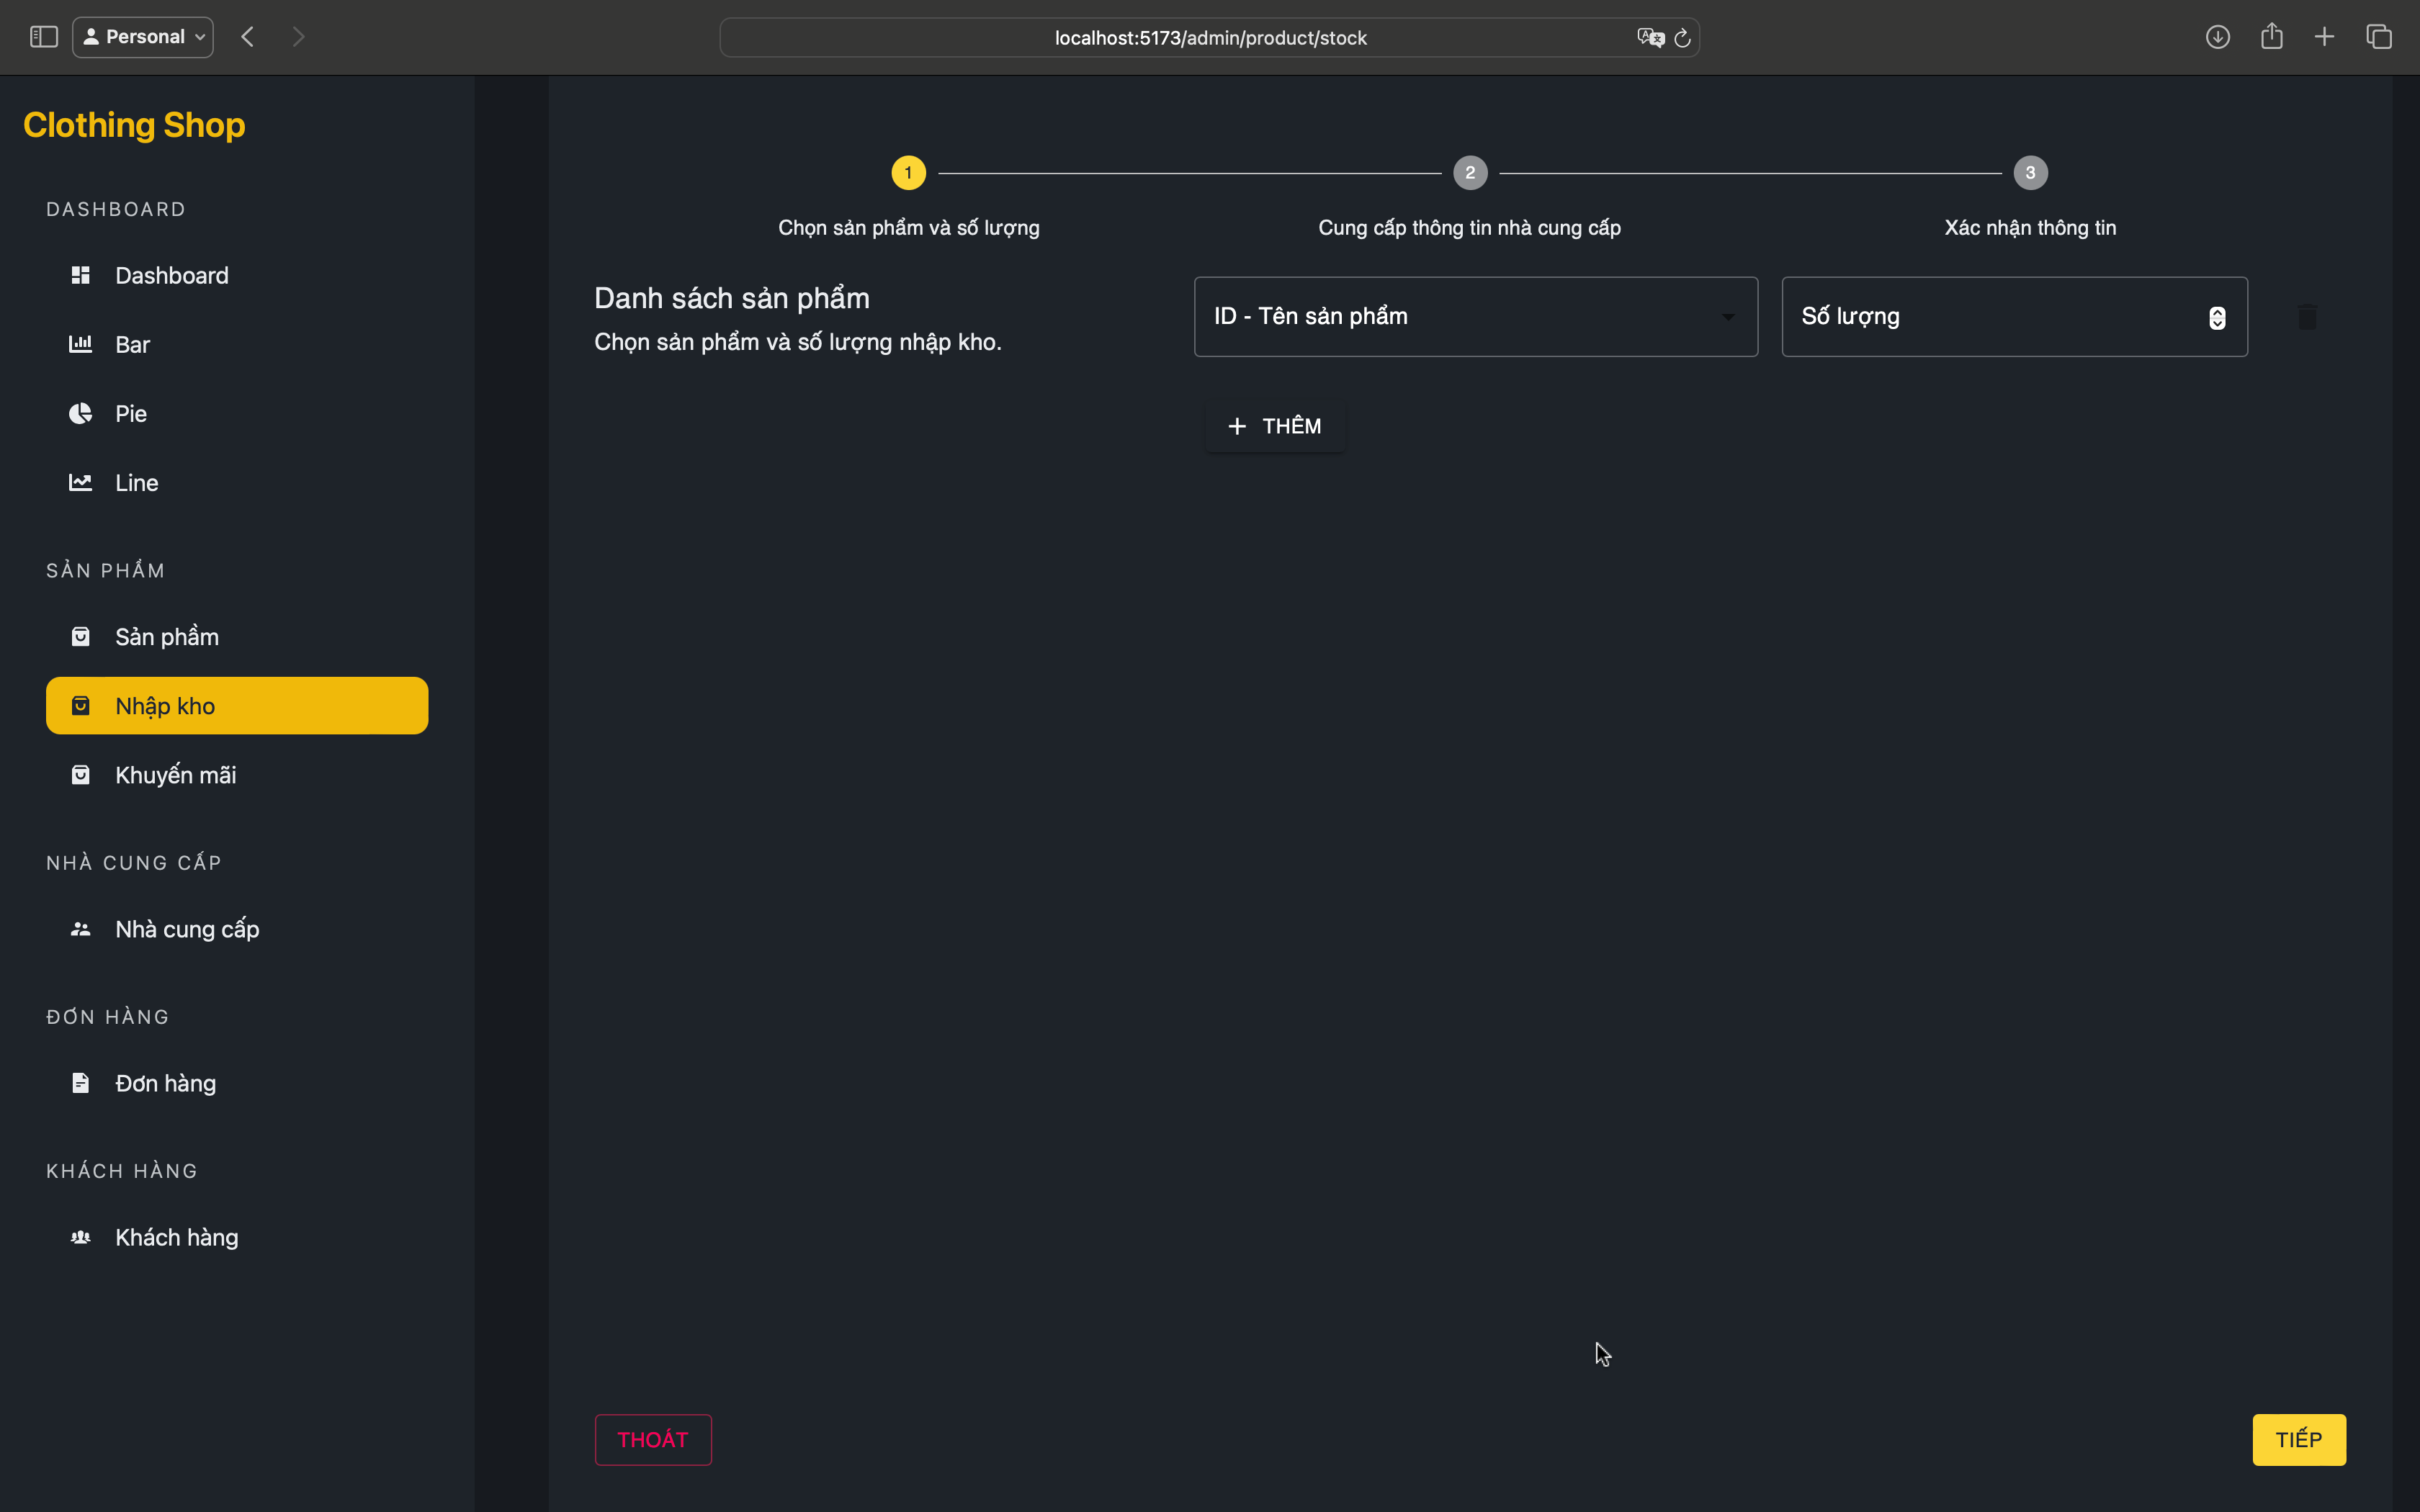 Personal
localhost:5173/admin/product/stock
Clothing Shop
DASHBOARD
Dashboard
Bar
Pie
Line
SẢN PHẨM
Sản phẩm
Nhập kho
Khuyến mãi
NHÀ CUNG CẤP
Nhà cung cấp
ĐƠN HÀNG
Đơn hàng
KHÁCH HÀNG
Khách hàng
1
2
3
Chọn sản phẩm và số lượng
Cung cấp thông tin nhà cung cấp
Xác nhận thông tin
Danh sách sản phẩm
Chọn sản phẩm và số lượng nhập kho.
ID - Tên sản phẩm
Số lượng
THÊM
THOÁT
TIẾP